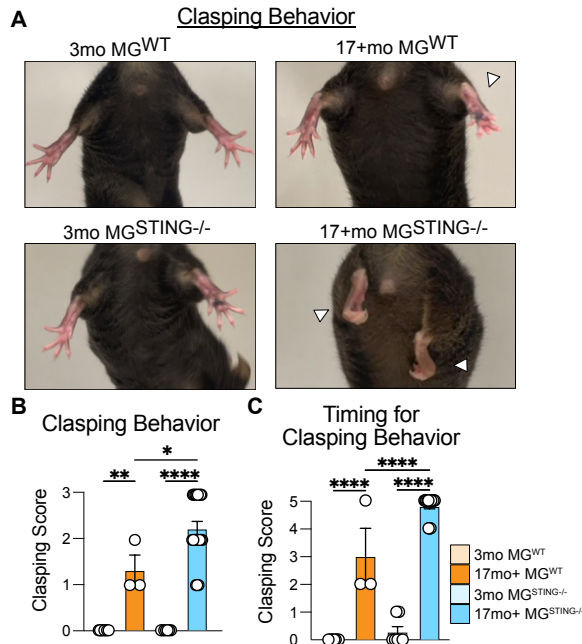 A
Clasping Behavior
3mo MG^WT
17+mo MG^WT
3mo MG^STING-/-
17+mo MG^STING-/-
B
Clasping Behavior
*
** ****
Clasping Score
3
2
1
0
C
Timing for
Clasping Behavior
****
**** ****
Clasping Score
5
4
3
2
1
0
3mo MG^WT
17mo+ MG^WT
3mo MG^STING-/-
17mo+ MG^STING-/-